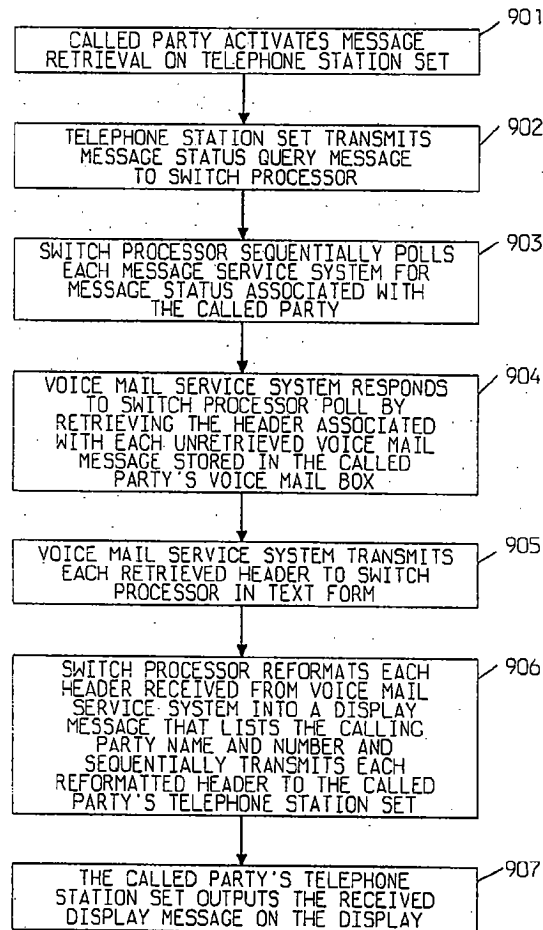 901
CALLED PARTY ACTIVATES MESSAGE
RETRIEVAL ON TELEPHONE STATION SET
902
TELEPHONE STATION SET TRANSMITS
MESSAGE STATUS QUERY MESSAGE
TO SWITCH PROCESSOR
903
SWITCH PROCESSOR SEQUENTIALLY POLLS
EACH MESSAGE SERVICE SYSTEM FOR
MESSAGE STATUS ASSOCIATED WITH
THE CALLED PARTY
904
VOICE MAIL SERVICE SYSTEM RESPONDS
TO SWITCH PROCESSOR POLL BY
RETRIEVING THE HEADER ASSOCIATED
WITH EACH UNRETRIEVED VOICE MAIL
MESSAGE STORED IN THE CALLED
PARTY'S VOICE MAIL BOX
905
VOICE MAIL SERVICE SYSTEM TRANSMITS
EACH RETRIEVED HEADER TO SWITCH
PROCESSOR IN TEXT FORM
906
SWITCH PROCESSOR REFORMATS EACH
HEADER RECEIVED FROM VOICE MAIL
SERVICE SYSTEM INTO A DISPLAY
MESSAGE THAT LISTS THE CALLING
PARTY NAME AND NUMBER AND
SEQUENTIALLY TRANSMITS EACH
REFORMATTED HEADER TO THE CALLED
PARTY'S TELEPHONE STATION SET
907
THE CALLED PARTY'S TELEPHONE
STATION SET OUTPUTS THE RECEIVED
DISPLAY MESSAGE ON THE DISPLAY